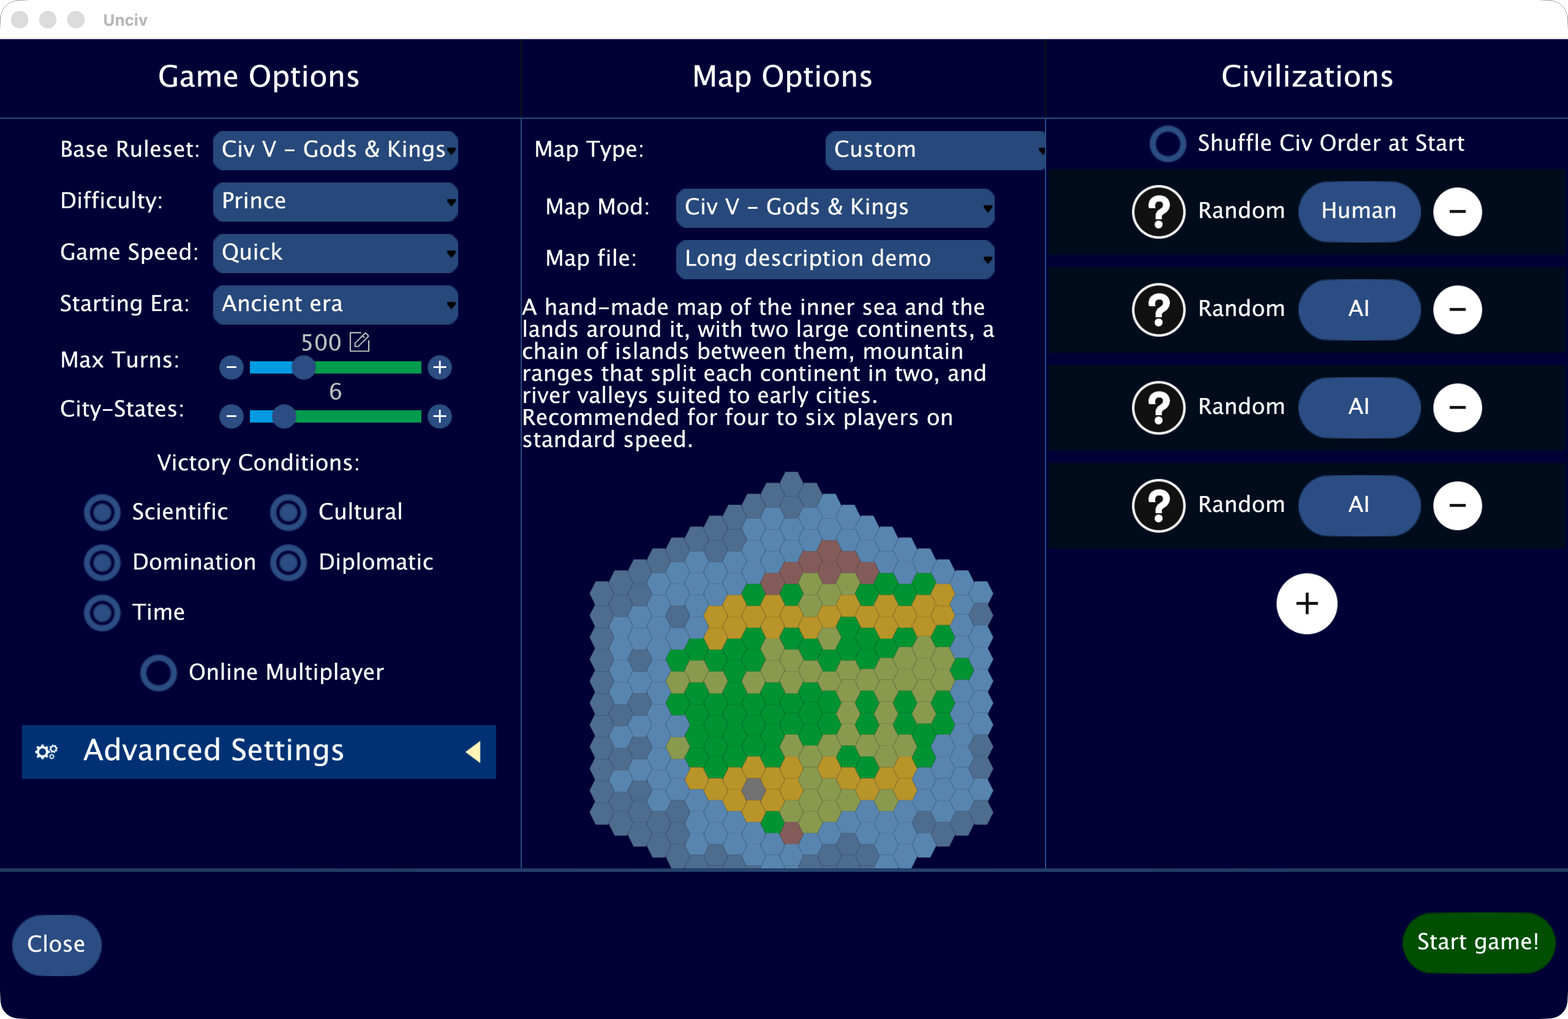 Unciv
Game Options
Base Ruleset: Civ V – Gods & Kings
Difficulty: Prince
Game Speed: Quick
Starting Era: Ancient era
500
Max Turns:
6
City-States:
Victory Conditions:
Scientific Cultural
Domination Diplomatic
Time
Online Multiplayer
Advanced Settings
Map Options
Map Type: Custom
Map Mod: Civ V – Gods & Kings
Map file: Long description demo
A hand-made map of the inner sea and the
lands around it, with two large continents, a
chain of islands between them, mountain
ranges that split each continent in two, and
river valleys suited to early cities.
Recommended for four to six players on
standard speed.
Civilizations
Shuffle Civ Order at Start
? Random Human −
? Random AI −
? Random AI −
? Random AI −
+
Close
Start game!